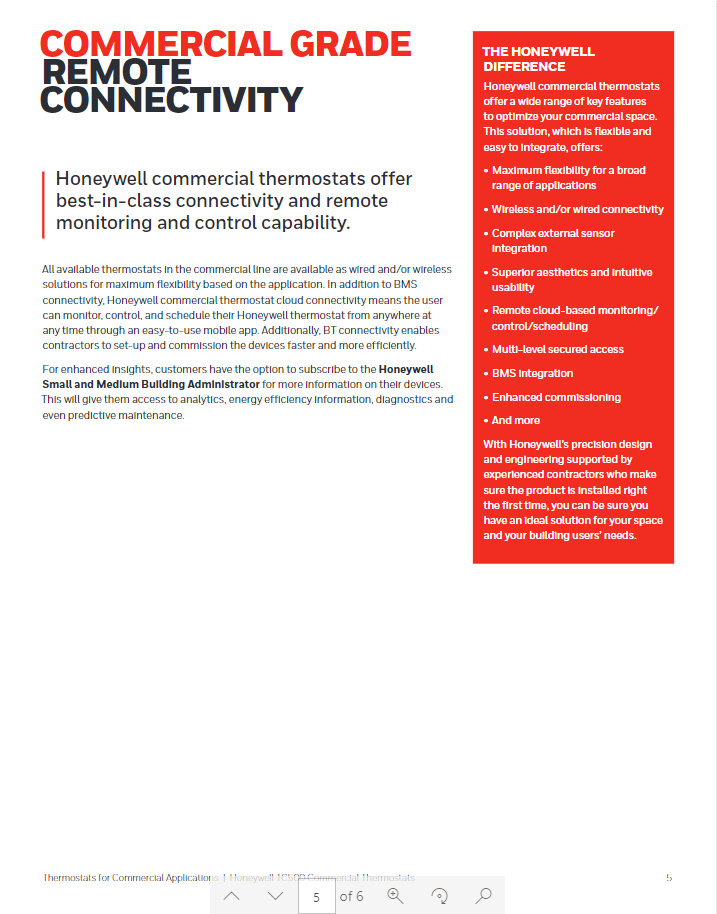 COMMERCIAL GRADE
REMOTE
CONNECTIVITY
Honeywell commercial thermostats offer
best-in-class connectivity and remote
monitoring and control capability.
All available thermostats in the commercial line are available as wired and/or wireless
solutions for maximum flexibility based on the application. In addition to BMS
connectivity, Honeywell commercial thermostat cloud connectivity means the user
can monitor, control, and schedule their Honeywell thermostat from anywhere at
any time through an easy-to-use mobile app. Additionally, BT connectivity enables
contractors to set-up and commission the devices faster and more efficiently.
For enhanced insights, customers have the option to subscribe to the Honeywell
Small and Medium Building Administrator for more information on their devices.
This will give them access to analytics, energy efficiency information, diagnostics and
even predictive maintenance.
THE HONEYWELL
DIFFERENCE
Honeywell commercial thermostats
offer a wide range of key features
to optimize your commercial space.
This solution, which is flexible and
easy to integrate, offers:
• Maximum flexibility for a broad
range of applications
• Wireless and/or wired connectivity
• Complex external sensor
integration
• Superior aesthetics and intuitive
usability
• Remote cloud-based monitoring/
control/scheduling
• Multi-level secured access
• BMS integration
• Enhanced commissioning
• And more
With Honeywell's precision design
and engineering supported by
experienced contractors who make
sure the product is installed right
the first time, you can be sure you
have an ideal solution for your space
and your building users' needs.
Thermostats for Commercial Applications | Honeywell TC500 Commercial Thermostats
5
5 of 6